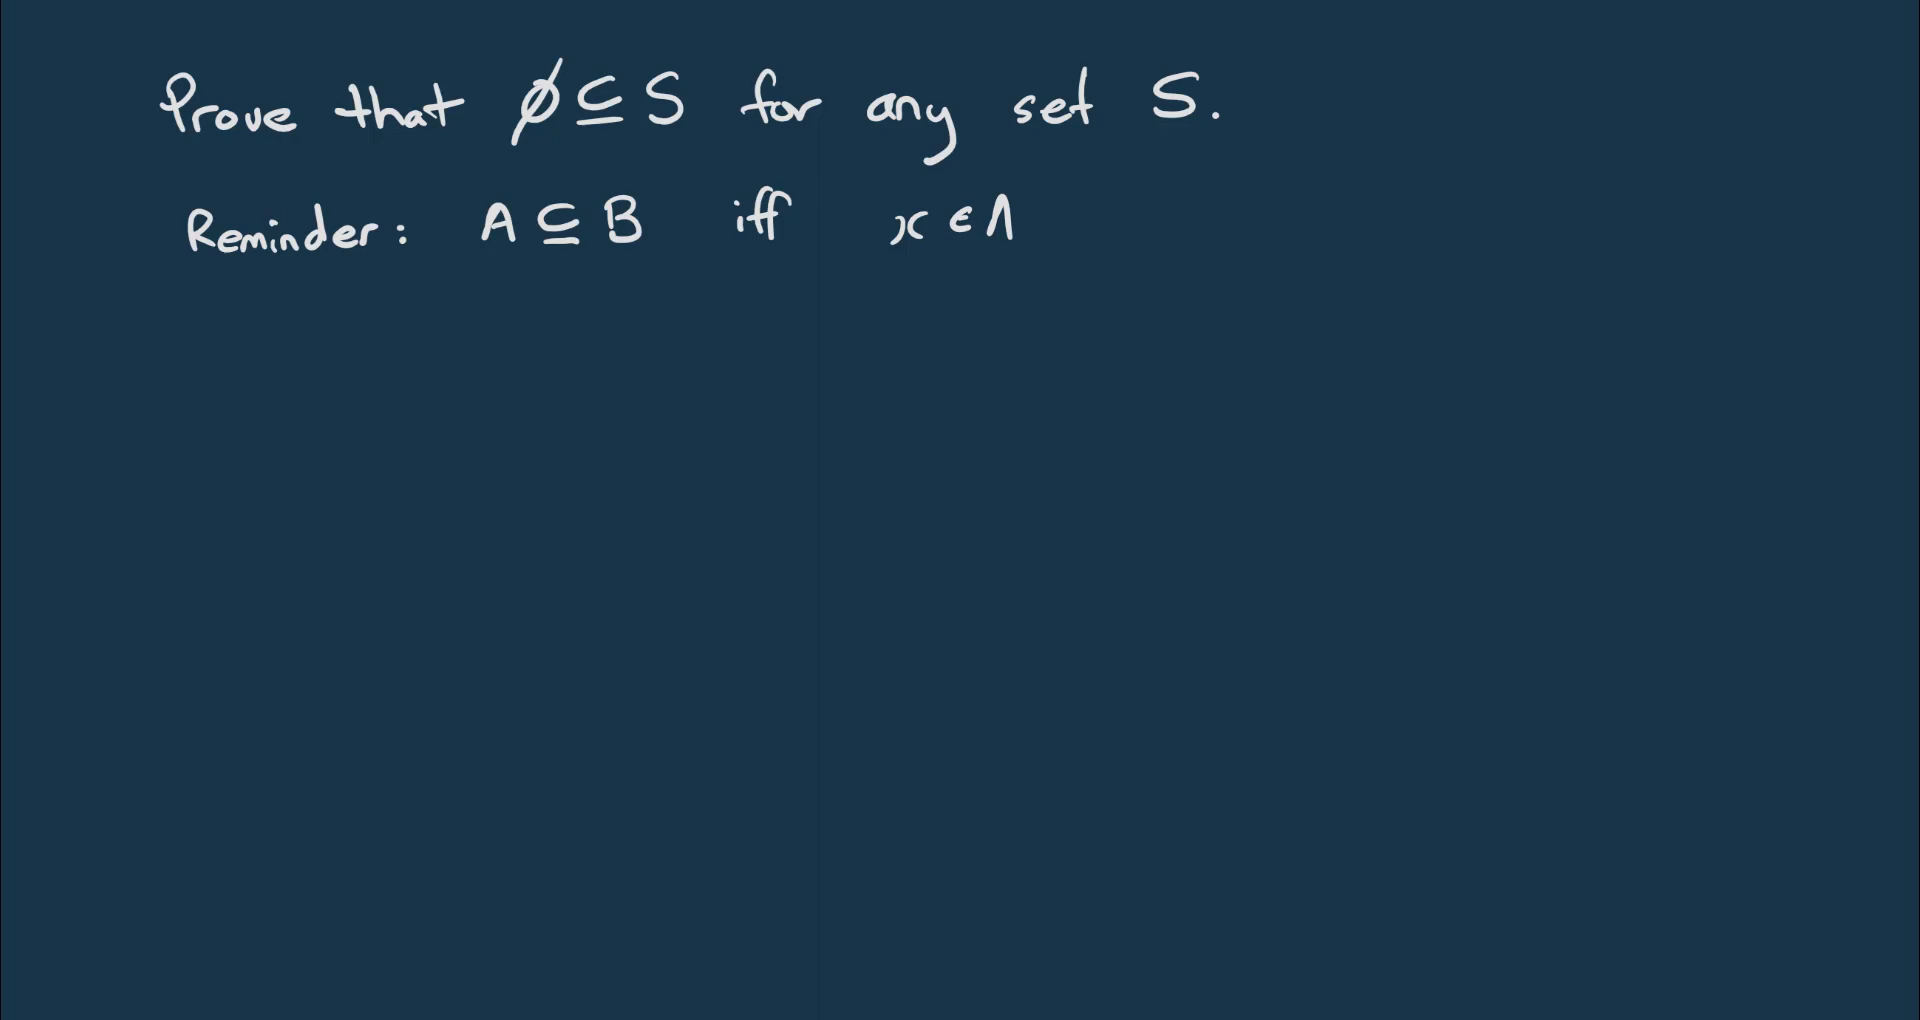 Prove that ∅ ⊆ S for any set S.
Reminder: A ⊆ B iff x ∈ Λ